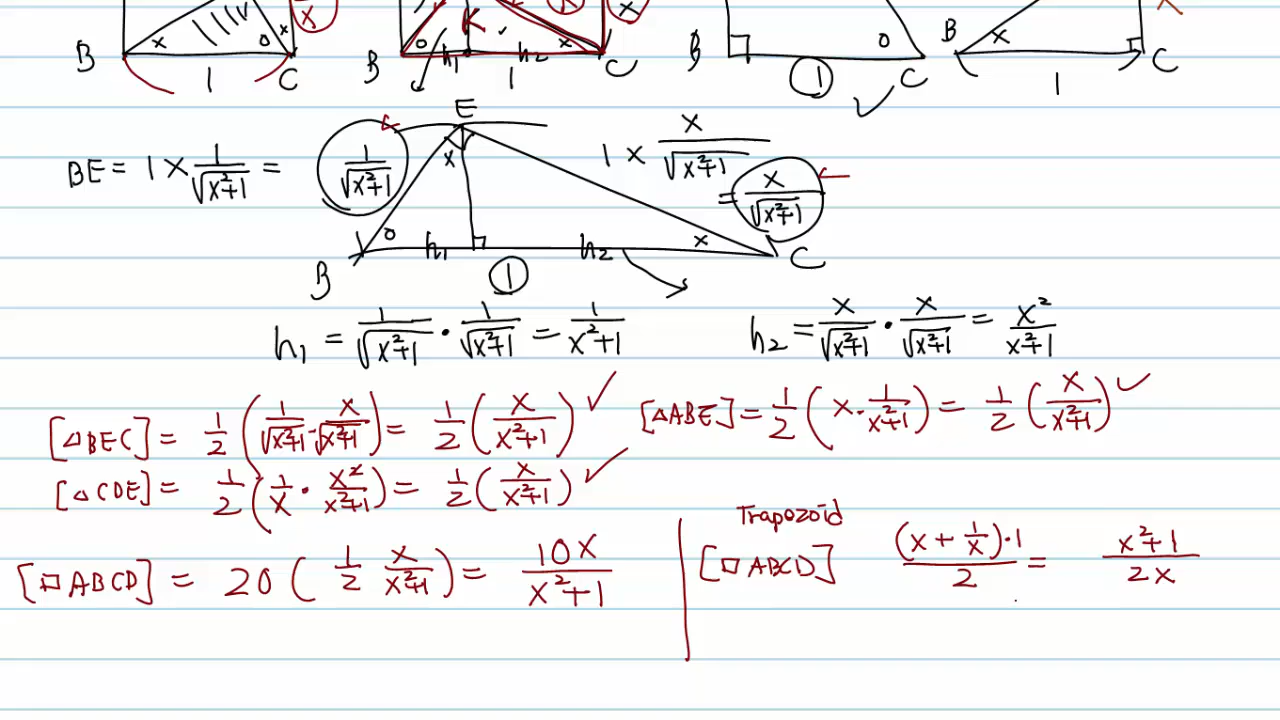 x x
B x o C B o h₁ K h₂ x C B o C B x C
1 1 ① 1
E
BE = 1 × 1/√(x²+1) = 1/√(x²+1) x 1 × x/√(x²+1)
= x/√(x²+1)
B o h₁ h₂ x C
①
h₁ = 1/√(x²+1) · 1/√(x²+1) = 1/(x²+1) h₂ = x/√(x²+1) · x/√(x²+1) = x²/(x²+1)
[△BEC] = 1/2 (1/√(x²+1) · x/√(x²+1)) = 1/2 (x/(x²+1)) ✓ [△ABE] = 1/2 (x · 1/(x²+1)) = 1/2 (x/(x²+1)) ✓
[△CDE] = 1/2 (1/x · x²/(x²+1)) = 1/2 (x/(x²+1)) ✓
Trapozoid
[□ABCD] = 20 (1/2 x/(x²+1)) = 10x/(x²+1) [□ABCD] (x + 1/x)·1/2 = (x²+1)/2x